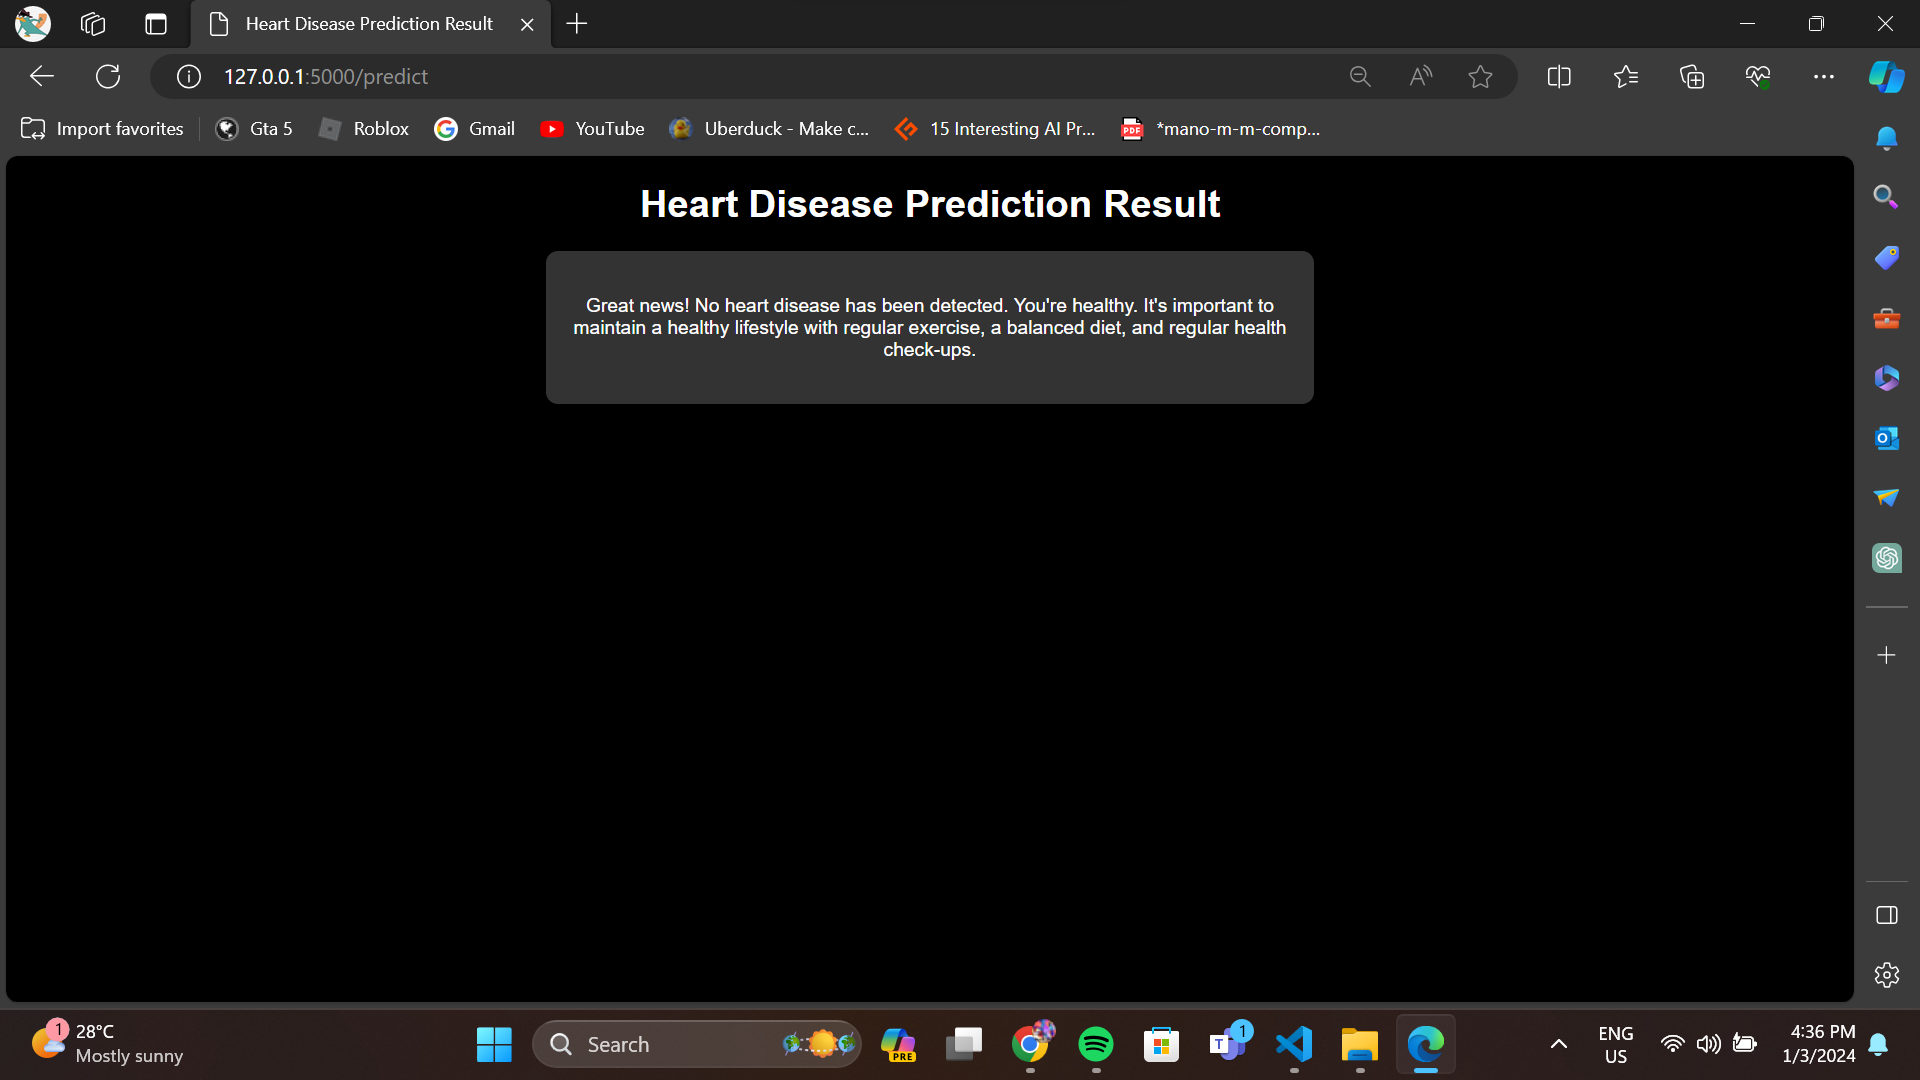 Heart Disease Prediction Result
127.0.0.1:5000/predict
Import favorites
Gta 5
Roblox
Gmail
YouTube
Uberduck - Make c...
15 Interesting AI Pr...
PDF
*mano-m-m-comp...
Heart Disease Prediction Result
Great news! No heart disease has been detected. You're healthy. It's important to
maintain a healthy lifestyle with regular exercise, a balanced diet, and regular health
check-ups.
1
28°C
Mostly sunny
Search
PRE
T
1
ENG
US
4:36 PM
1/3/2024